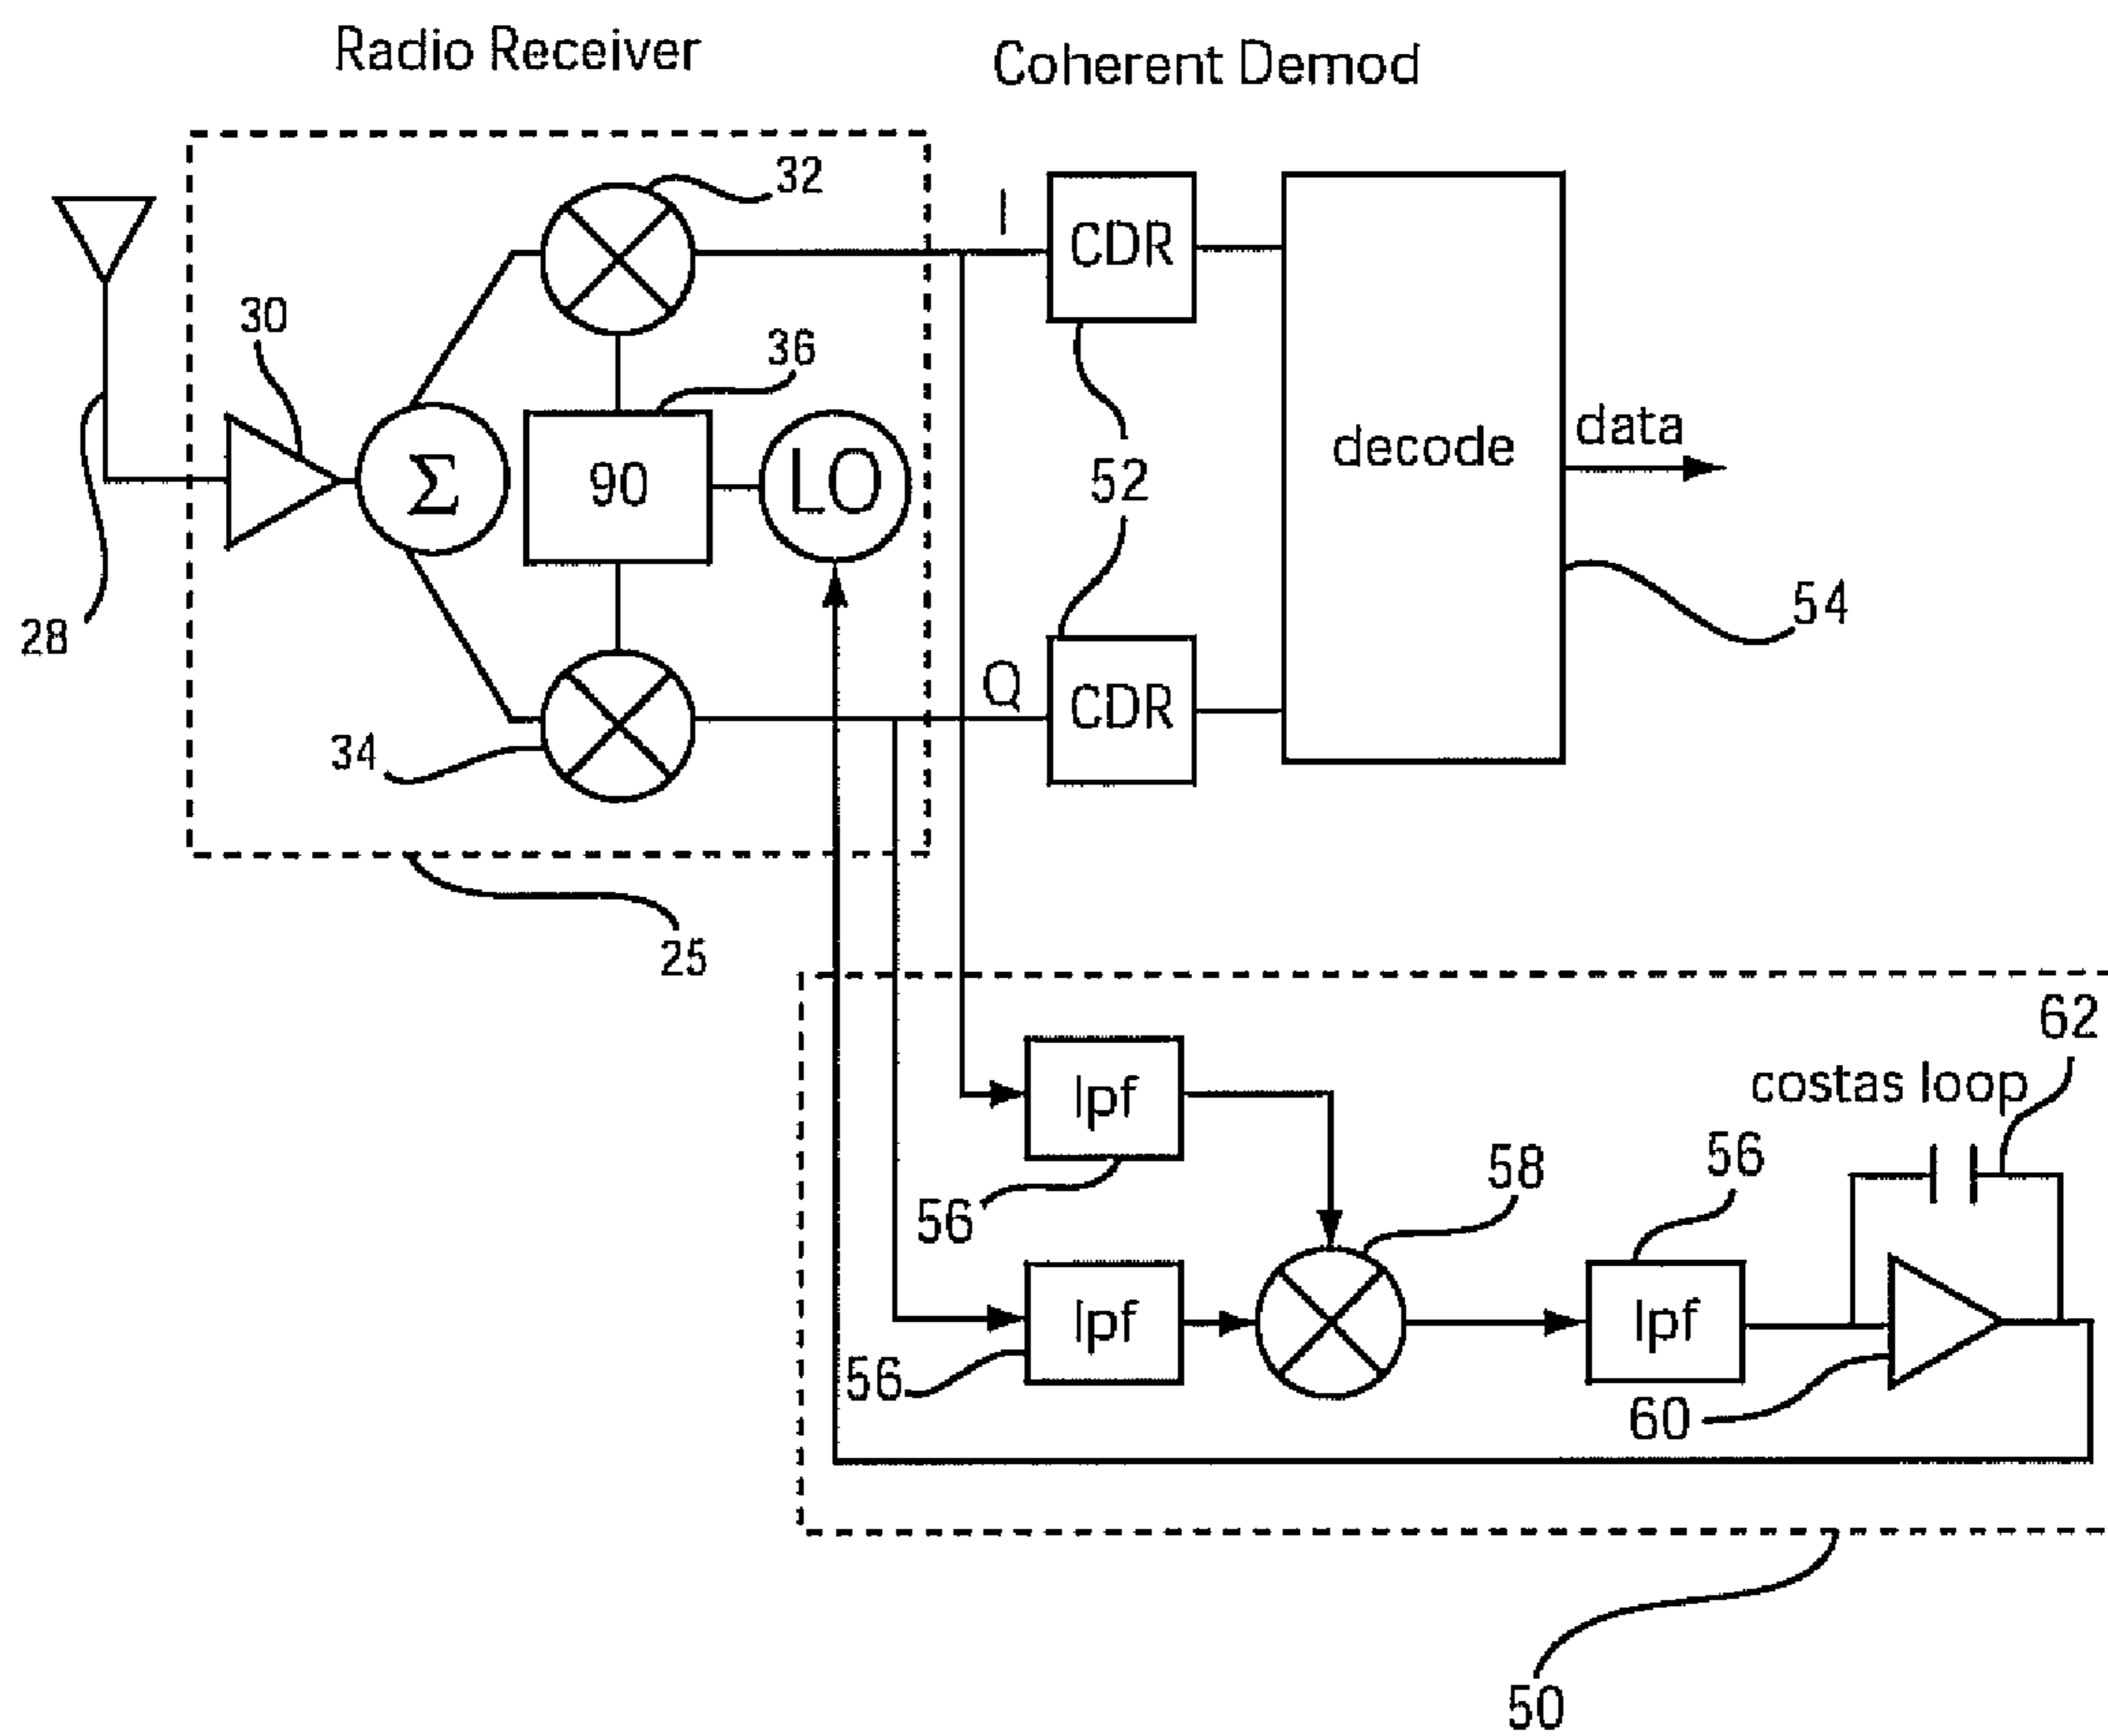 Radio Receiver
Coherent Demod
32
I
CDR
30
36
Σ
90
LO
52
decode
data
28
54
34
Q
CDR
25
62
costas loop
lpf
56
58
56
lpf
56
lpf
60
50